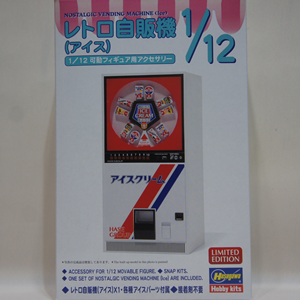 NOSTALGIC VENDING MACHINE (Ice)
レトロ自販機
(アイス)
1/12
1/12 可動フィギュア用アクセサリー
ICE CREAM
アイスクリーム
LIMITED
EDITION
● ACCESSORY FOR 1/12 MOVABLE FIGURE. ● SNAP KITS.
● ONE SET OF NOSTALGIC VENDING MACHINE (Ice) ARE INCLUDED.
● レトロ自販機(アイス)X1・各種アイスパーツ付属 ● 接着剤不要
Hasegawa
Hobby kits